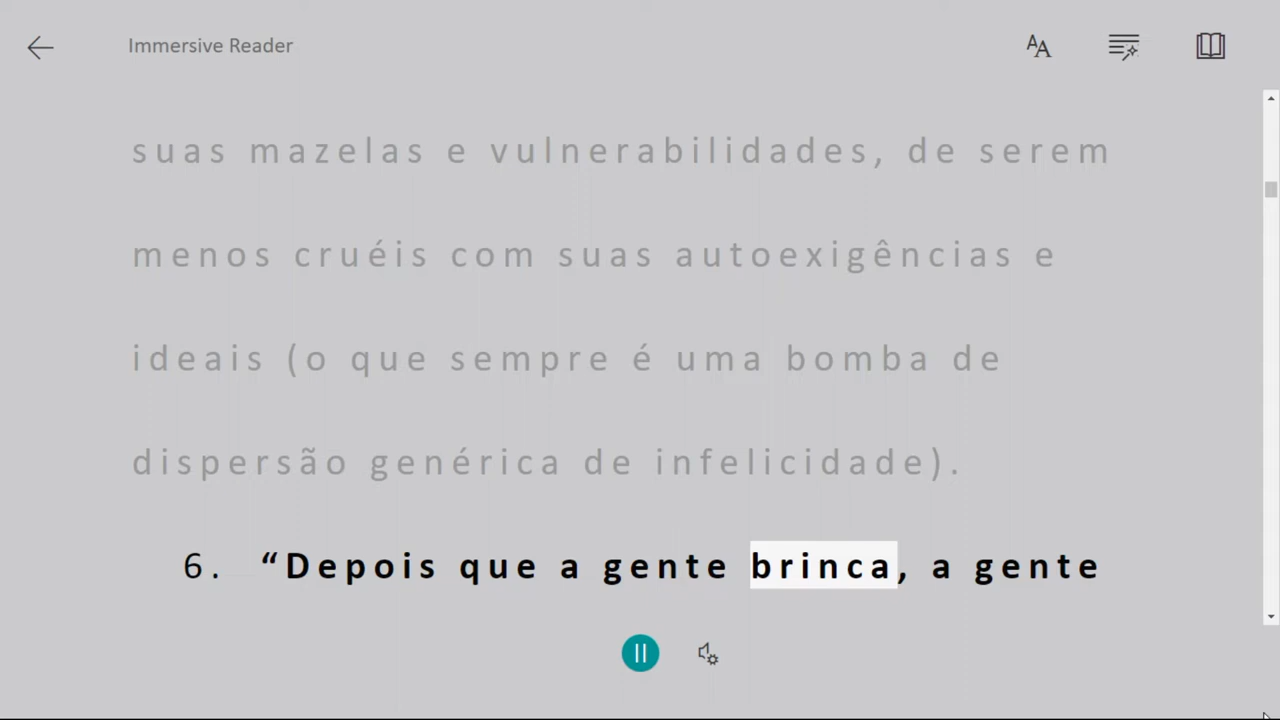 Immersive Reader
suas mazelas e vulnerabilidades, de serem
menos cruéis com suas autoexigências e
ideais (o que sempre é uma bomba de
dispersão genérica de infelicidade).
6. “Depois que a gente brinca, a gente